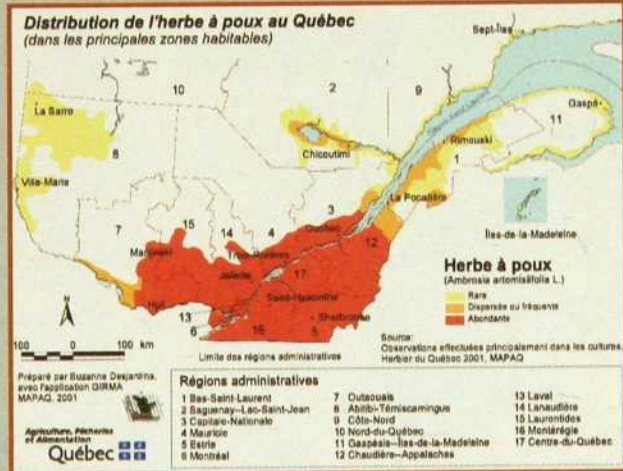 Distribution de l'herbe à poux au Québec
(dans les principales zones habitables)
Sept-Îles
10
2
9
La Sarre
Gaspé
11
8
Chicoutimi
Rimouski
1
Ville-Marie
La Pocatière
3
7
15
14
4
Québec
12
Îles-de-la-Madeleine
Maniwaki
Trois-Rivières
Joliette
17
Hull
Saint-Hyacinthe
13
6
16
Sherbrooke
5
Herbe à poux
(Ambrosia artemisiifolia L.)
Rare
Dispersée ou fréquente
Abondante
N
100 0 100 km
Limite des régions administratives
Source:
Observations effectuées principalement dans les cultures,
Herbier du Québec 2001, MAPAQ
Préparé par Suzanne Desjardins,
avec l'application GIRMA
MAPAQ, 2001
Agriculture, Pêcheries
et Alimentation
Québec
Régions administratives
1 Bas-Saint-Laurent
2 Saguenay--Lac-Saint-Jean
3 Capitale-Nationale
4 Mauricie
5 Estrie
6 Montréal
7 Outaouais
8 Abitibi-Témiscamingue
9 Côte-Nord
10 Nord-du-Québec
11 Gaspésie--Îles-de-la-Madeleine
12 Chaudière--Appalaches
13 Laval
14 Lanaudière
15 Laurentides
16 Montérégie
17 Centre-du-Québec